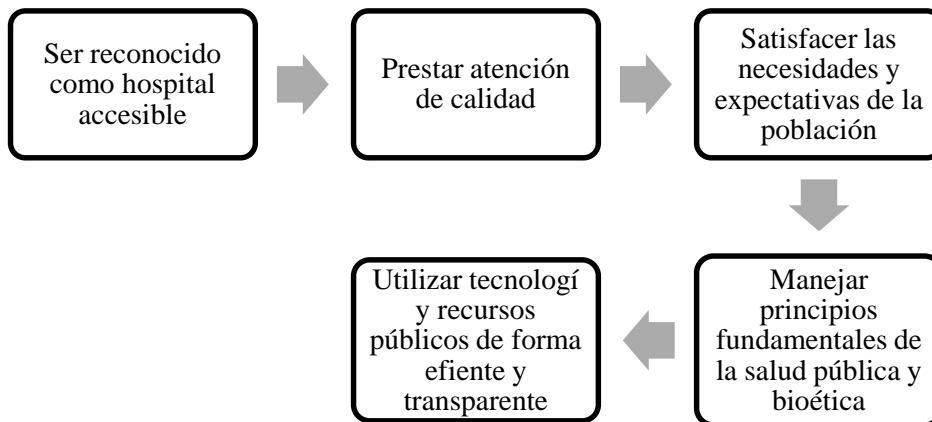 Ser reconocido
como hospital
accesible
Prestar atención
de calidad
Satisfacer las
necesidades y
expectativas de la
población
Manejar
principios
fundamentales de
la salud pública y
bioética
Utilizar tecnologí
y recursos
públicos de forma
efiente y
transparente